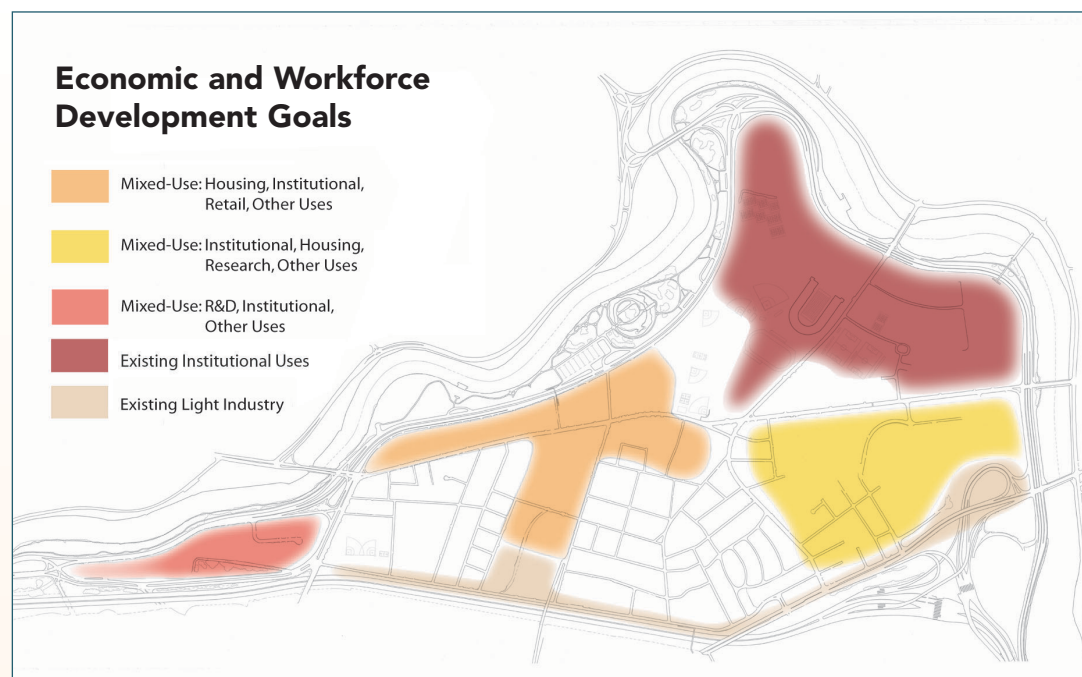 Economic and Workforce
Development Goals
Mixed-Use: Housing, Institutional,
Retail, Other Uses
Mixed-Use: Institutional, Housing,
Research, Other Uses
Mixed-Use: R&D, Institutional,
Other Uses
Existing Institutional Uses
Existing Light Industry